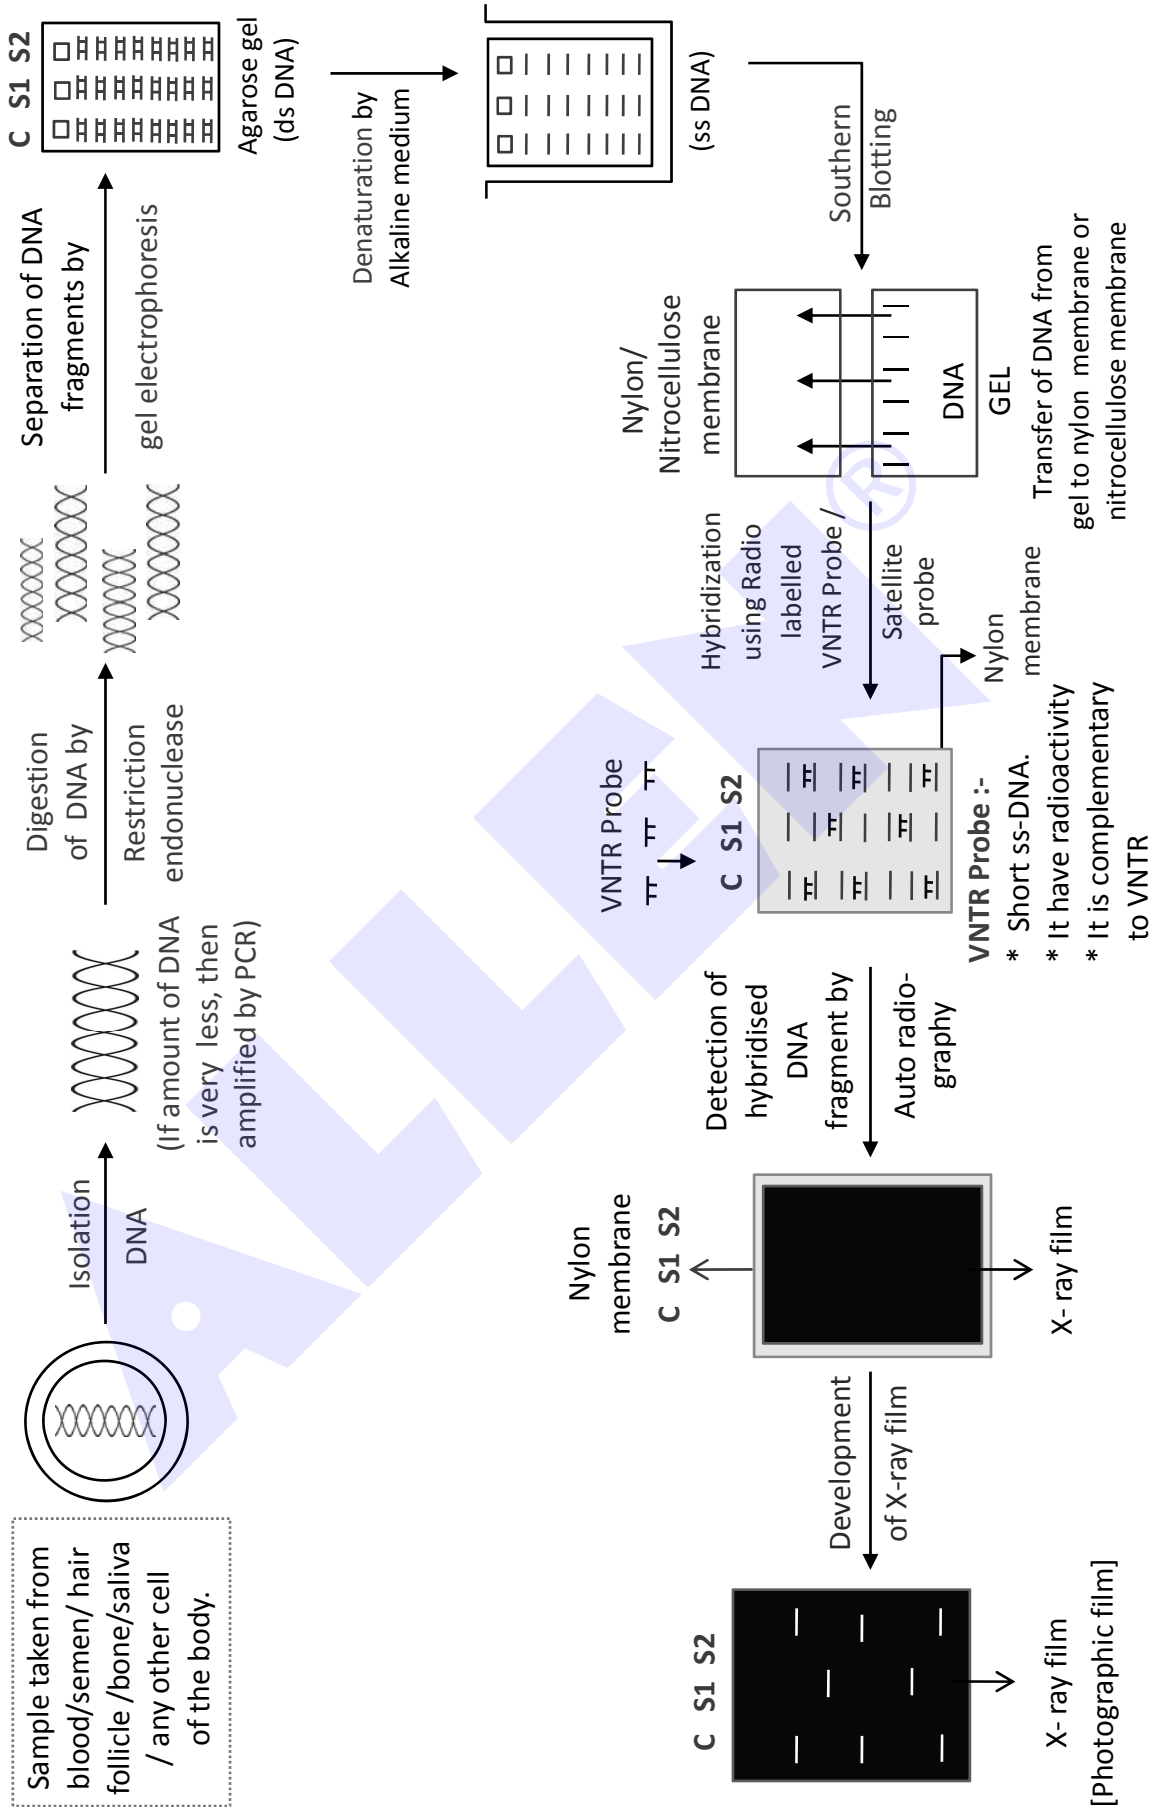 Sample taken from
blood/semen/ hair
follicle /bone/saliva
/ any other cell
of the body.
Isolation
DNA
(If amount of DNA
is very less, then
amplified by PCR)
Digestion
of DNA by
Restriction
endonuclease
Separation of DNA
fragments by
gel electrophoresis
C S1 S2
Agarose gel
(ds DNA)
Denaturation by
Alkaline medium
(ss DNA)
Southern
Blotting
Nylon/
Nitrocellulose
membrane
DNA
GEL
Transfer of DNA from
gel to nylon membrane or
nitrocellulose membrane
Hybridization
using Radio
labelled
VNTR Probe /
Satellite
probe
VNTR Probe
C S1 S2
Nylon
membrane
VNTR Probe :-
* Short ss-DNA.
* It have radioactivity
* It is complementary
to VNTR
Detection of
hybridised
DNA
fragment by
Auto radio-
graphy
Nylon
membrane
C S1 S2
X- ray film
Development
of X-ray film
C S1 S2
X- ray film
[Photographic film]
ALLEN®